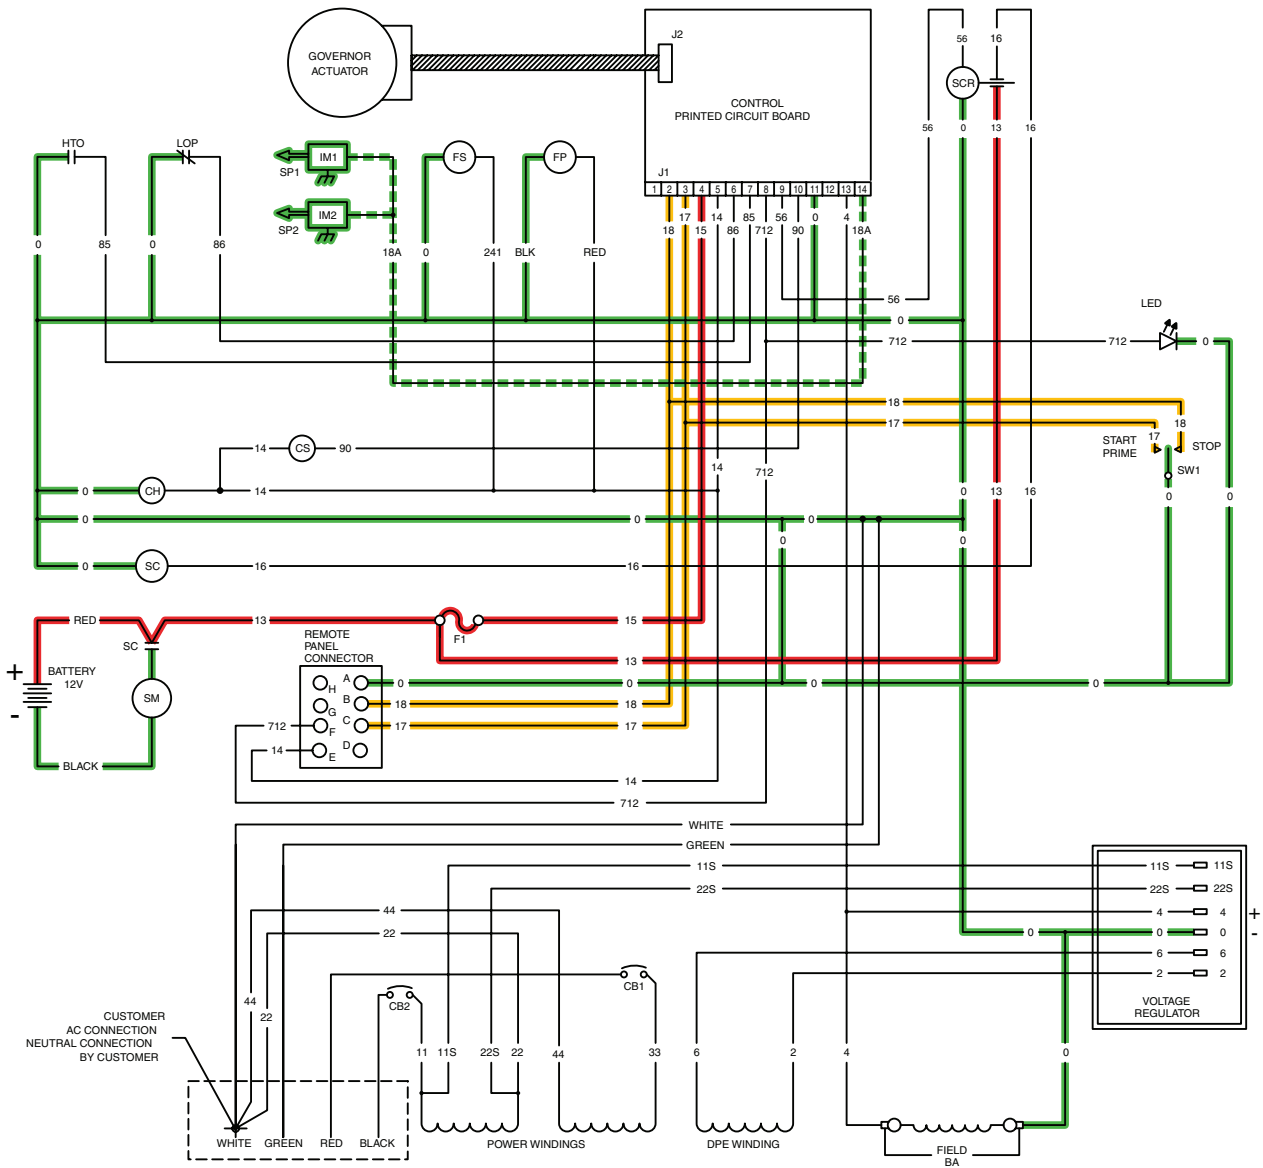 GOVERNOR
ACTUATOR
J2
CONTROL
PRINTED CIRCUIT BOARD
J1
1 2 3 4 5 6 7 8 9 10 11 12 13 14
56 16
SCR
56 0 13 16
HTO LOP
IM1
SP1
IM2
SP2
FS FP
17 14 85 56 0 4
18 15 86 712 90 18A
0 85 0 86 18A 0 241 BLK RED
56
0
LED
712 712 0
18
17
18
17
START
PRIME
STOP
SW1
14 CS 90
14 712
0 CH 14
0 13 16 0 0
0 0 0
0 0
0 SC 16 16
RED 13 F1 15
SC
13
REMOTE
PANEL
CONNECTOR
+
BATTERY
12V
-
SM
BLACK
H A 0 0 0 0
G B 18 18
712 F C 17 17
14 E D
14
712
WHITE
GREEN
11S 11S 11S
22S 22S 22S
44 4 4 +
22 0 0 0 -
6 6
2 2
VOLTAGE
REGULATOR
CB1
CB2
44
22
CUSTOMER
AC CONNECTION
NEUTRAL CONNECTION
BY CUSTOMER
11 11S 22S 22 44 33 6 2 4 0
WHITE GREEN RED BLACK
POWER WINDINGS
DPE WINDING
FIELD
BA